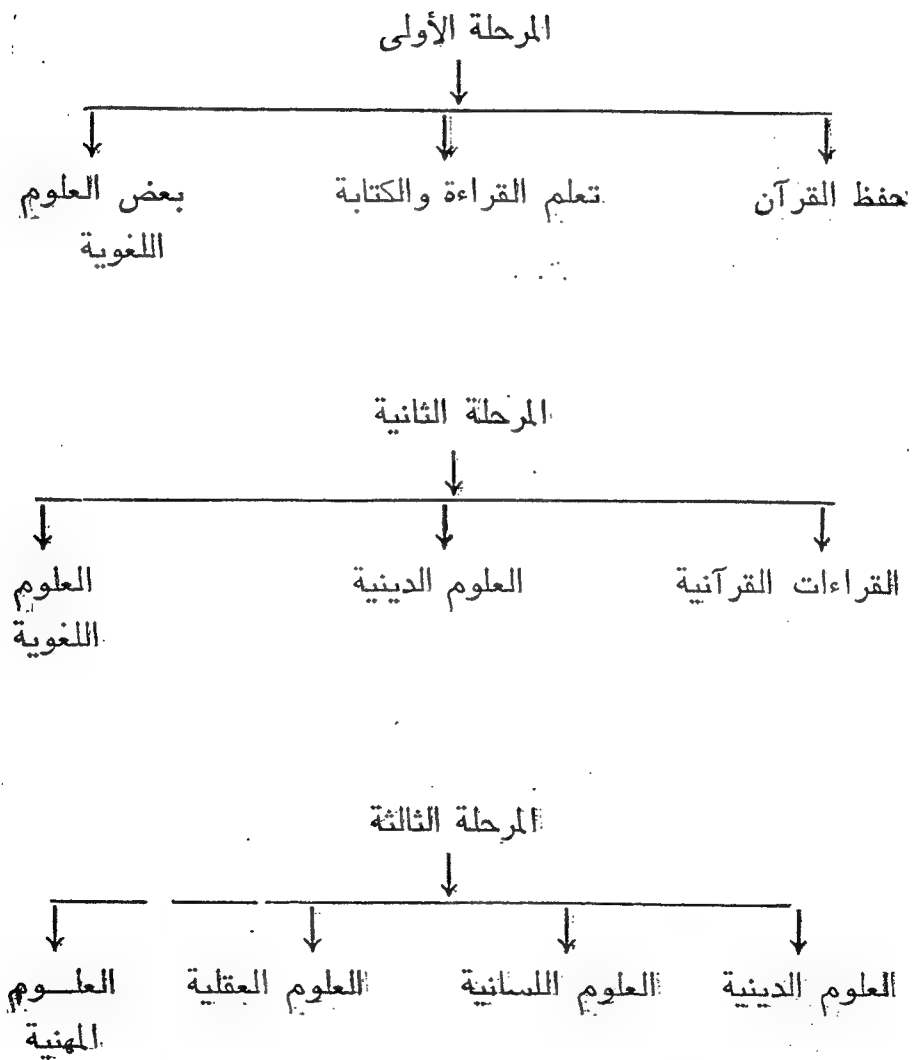 المرحلة الأولى
حفظ القرآن
تعلم القراءة والكتابة
بعض العلوم
اللغوية
المرحلة الثانية
القراءات القرآنية
العلوم الدينية
العلوم
اللغوية
المرحلة الثالثة
العلوم الدينية
العلوم اللسانية
العلوم العقلية
العلـوم
المهنية